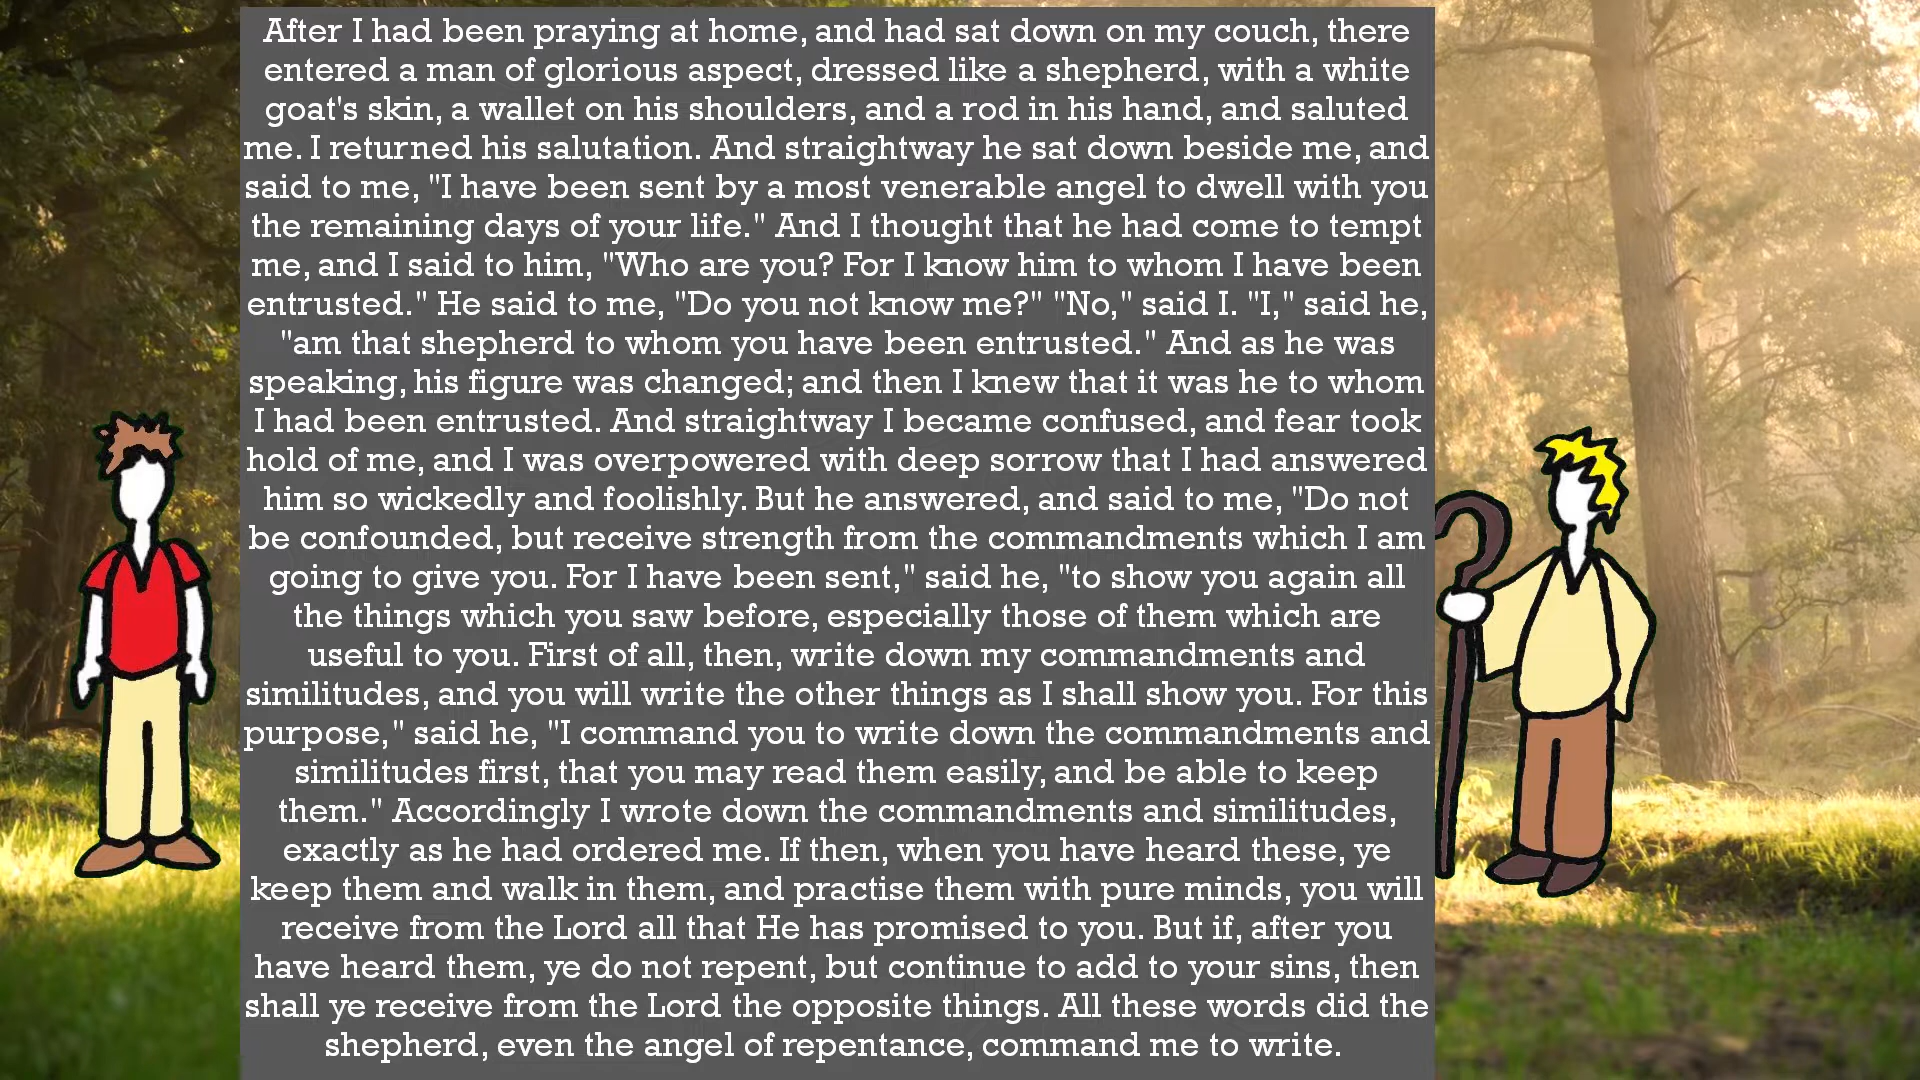 After I had been praying at home, and had sat down on my couch, there
entered a man of glorious aspect, dressed like a shepherd, with a white
goat's skin, a wallet on his shoulders, and a rod in his hand, and saluted
me. I returned his salutation. And straightway he sat down beside me, and
said to me, "I have been sent by a most venerable angel to dwell with you
the remaining days of your life." And I thought that he had come to tempt
me, and I said to him, "Who are you? For I know him to whom I have been
entrusted." He said to me, "Do you not know me?" "No," said I. "I," said he,
"am that shepherd to whom you have been entrusted." And as he was
speaking, his figure was changed; and then I knew that it was he to whom
I had been entrusted. And straightway I became confused, and fear took
hold of me, and I was overpowered with deep sorrow that I had answered
him so wickedly and foolishly. But he answered, and said to me, "Do not
be confounded, but receive strength from the commandments which I am
going to give you. For I have been sent," said he, "to show you again all
the things which you saw before, especially those of them which are
useful to you. First of all, then, write down my commandments and
similitudes, and you will write the other things as I shall show you. For this
purpose," said he, "I command you to write down the commandments and
similitudes first, that you may read them easily, and be able to keep
them." Accordingly I wrote down the commandments and similitudes,
exactly as he had ordered me. If then, when you have heard these, ye
keep them and walk in them, and practise them with pure minds, you will
receive from the Lord all that He has promised to you. But if, after you
have heard them, ye do not repent, but continue to add to your sins, then
shall ye receive from the Lord the opposite things. All these words did the
shepherd, even the angel of repentance, command me to write.